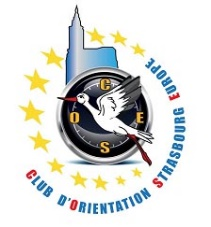 C
O E
S
CLUB D'ORIENTATION STRASBOURG EUROPE